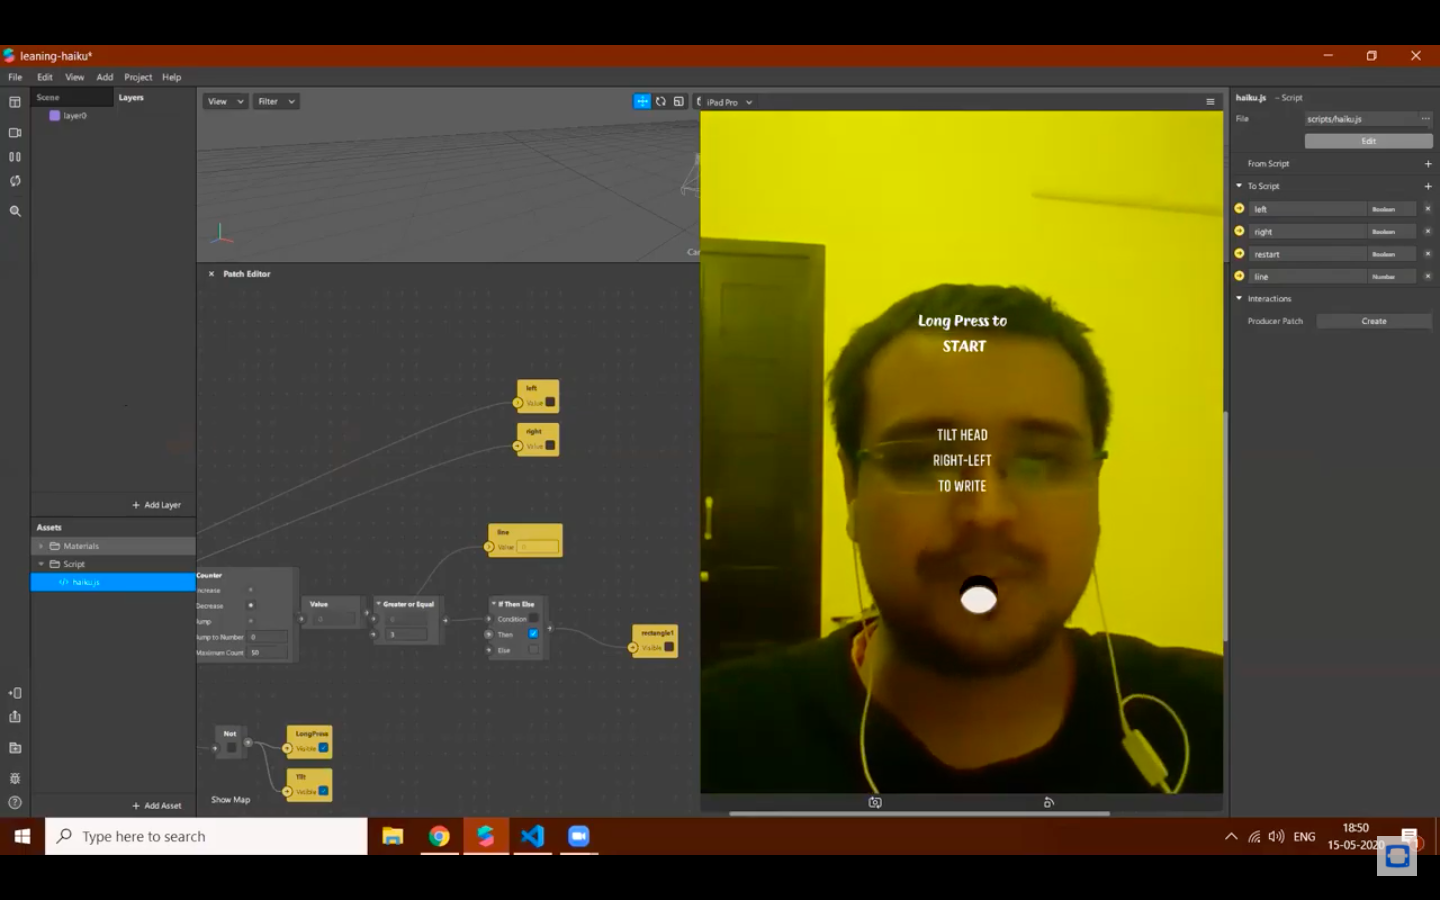 leaning-haiku*
File Edit View Add Project Help
Scene Layers
layer0
+ Add Layer
Assets
Materials
Script
haiku.js
+ Add Asset
View Filter
Patch Editor
left
Value
right
Value
line
Value
Counter
Increase
Decrease
Jump
Jump to Number 0
Maximum Count 50
Value
Greater or Equal
3
If Then Else
Condition
Then
Else
rectangle1
Visible
Not
LongPress
Visible
Tilt
Visible
Show Map
iPad Pro
Long Press to
START
TILT HEAD
RIGHT-LEFT
TO WRITE
haiku.js – Script
File scripts/haiku.js ...
Edit
From Script +
To Script +
left Boolean ×
right Boolean ×
restart Boolean ×
line Number ×
Interactions
Producer Patch Create
Type here to search
ENG
18:50
15-05-2020